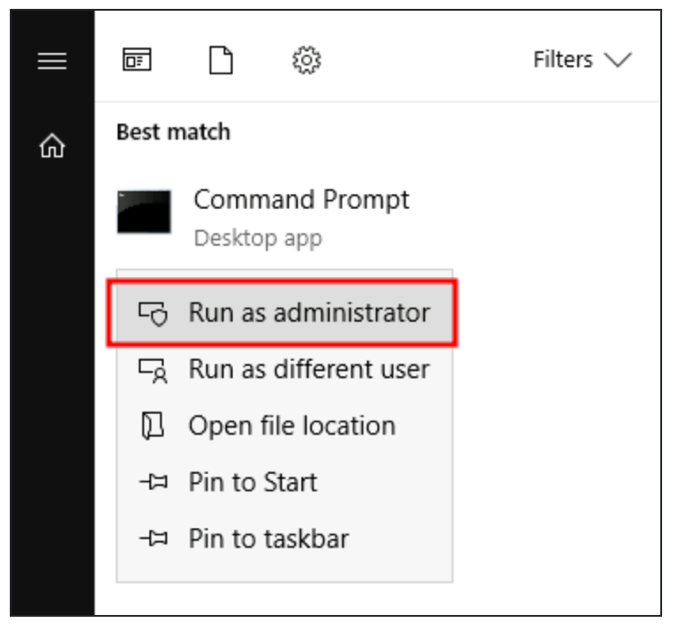 Filters
Best match
Command Prompt
Desktop app
Run as administrator
Run as different user
Open file location
Pin to Start
Pin to taskbar